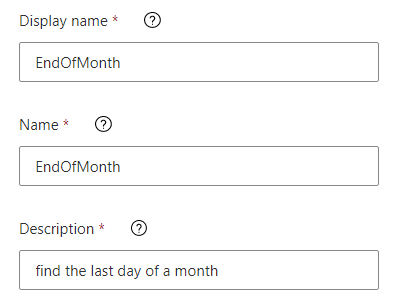 Display name *
EndOfMonth
Name *
EndOfMonth
Description *
find the last day of a month